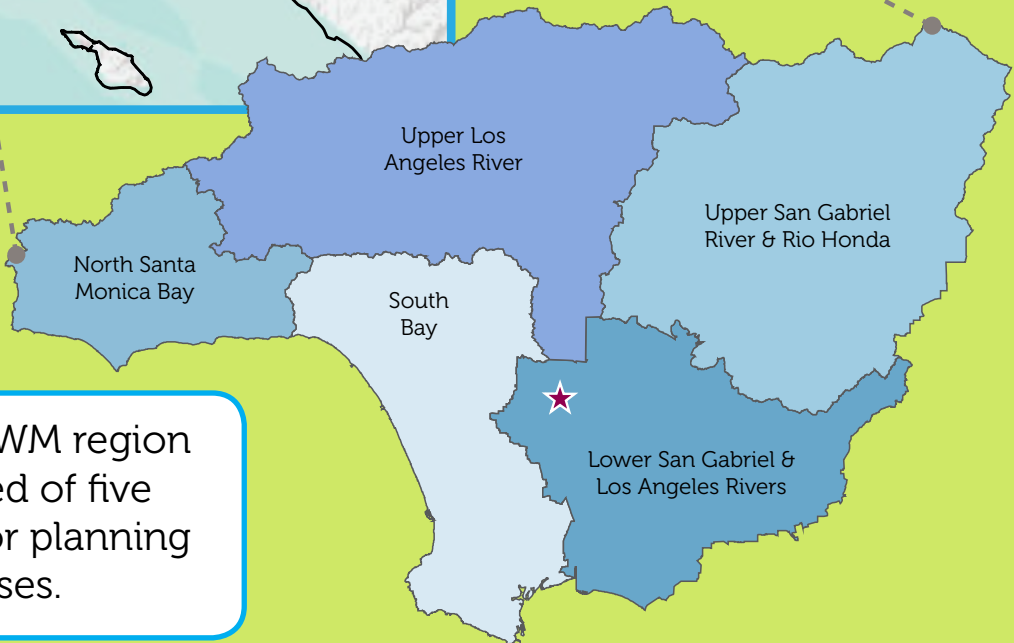 Upper Los
Angeles River
Upper San Gabriel
River & Rio Honda
North Santa
Monica Bay
South
Bay
Lower San Gabriel &
Los Angeles Rivers
WM region
ed of five
or planning
ses.